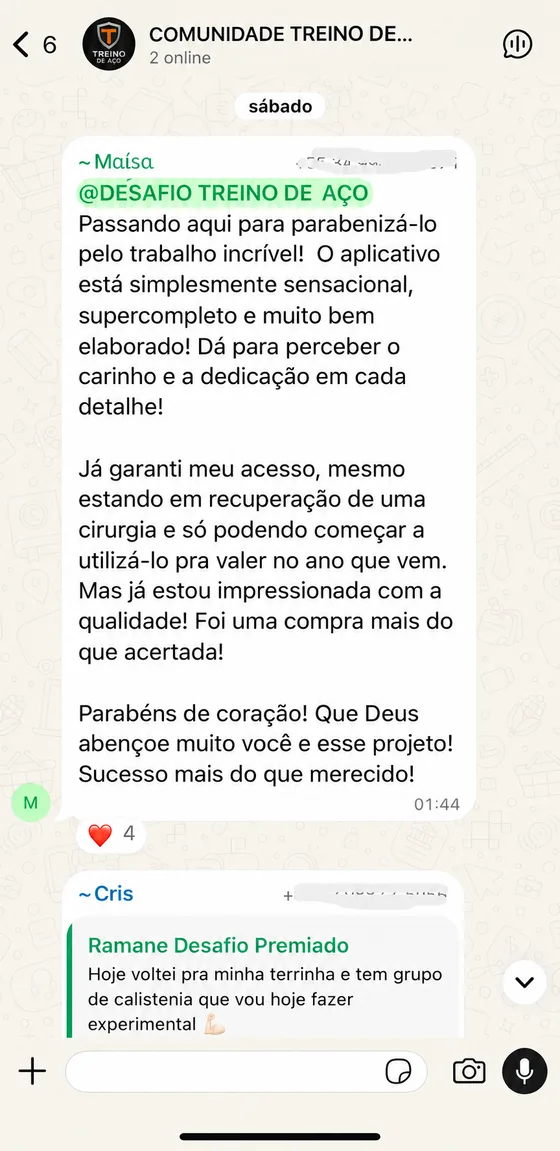 6
TREINO
DE AÇO
COMUNIDADE TREINO DE...
2 online
sábado
~Maísa
@DESAFIO TREINO DE AÇO
Passando aqui para parabenizá-lo
pelo trabalho incrível! O aplicativo
está simplesmente sensacional,
supercompleto e muito bem
elaborado! Dá para perceber o
carinho e a dedicação em cada
detalhe!
Já garanti meu acesso, mesmo
estando em recuperação de uma
cirurgia e só podendo começar a
utilizá-lo pra valer no ano que vem.
Mas já estou impressionada com a
qualidade! Foi uma compra mais do
que acertada!
Parabéns de coração! Que Deus
abençoe muito você e esse projeto!
Sucesso mais do que merecido!
01:44
M
❤️ 4
~Cris
+
Ramane Desafio Premiado
Hoje voltei pra minha terrinha e tem grupo
de calistenia que vou hoje fazer
experimental 💪🏻